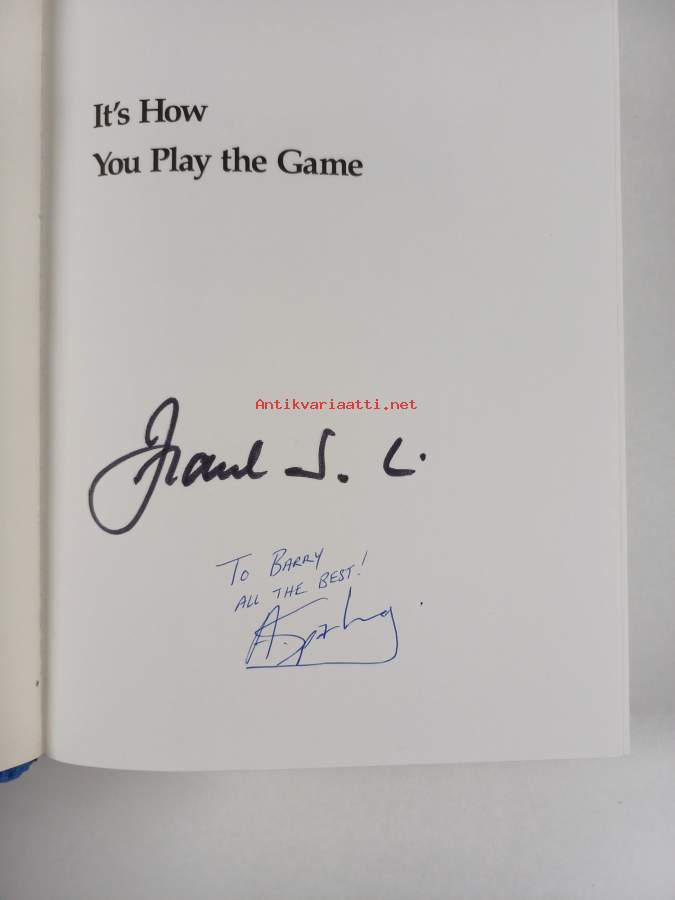 It's How
You Play the Game
Antikvariaatti.net
TO BARRY
ALL THE BEST!